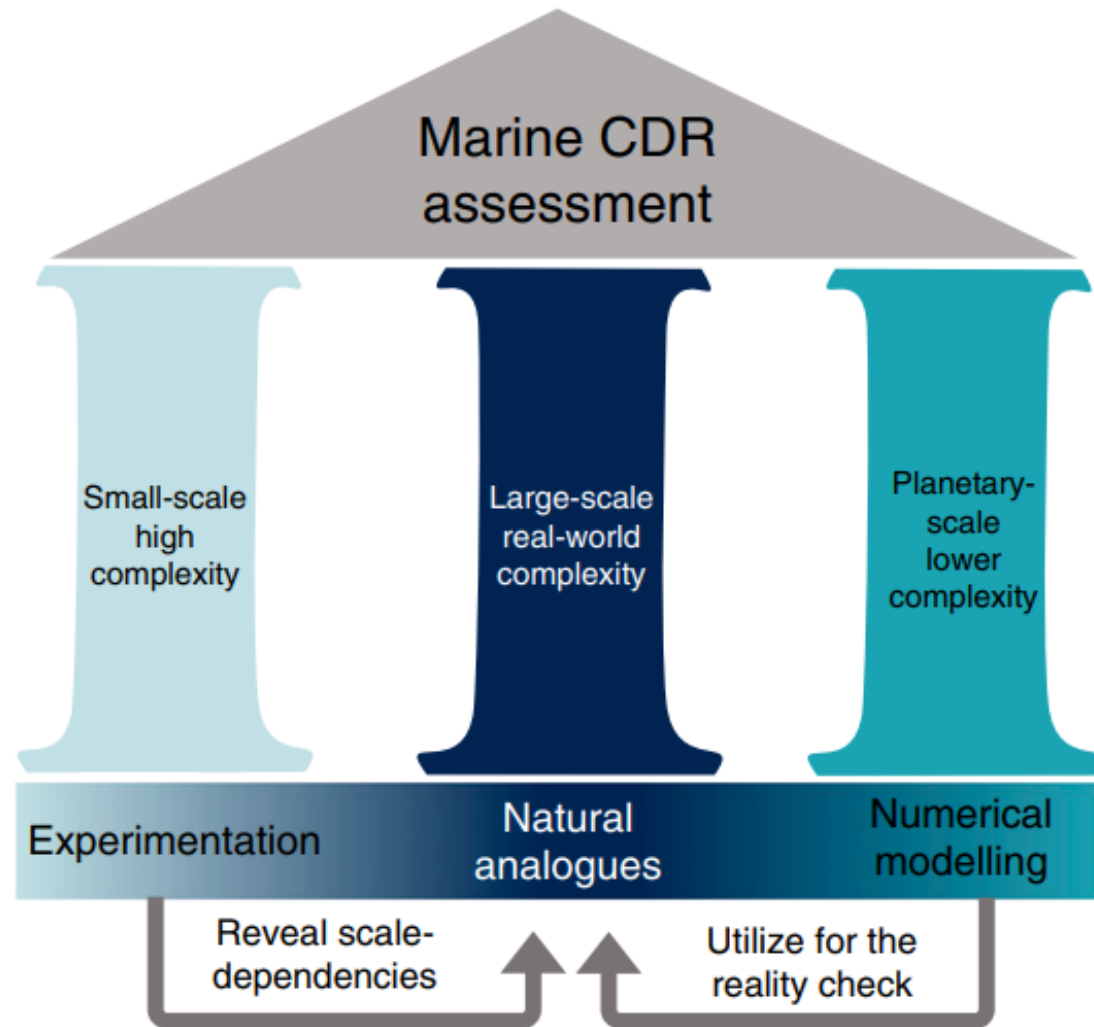 Marine CDR
assessment
Small-scale
high
complexity
Large-scale
real-world
complexity
Planetary-
scale
lower
complexity
Experimentation
Natural
analogues
Numerical
modelling
Reveal scale-
dependencies
Utilize for the
reality check